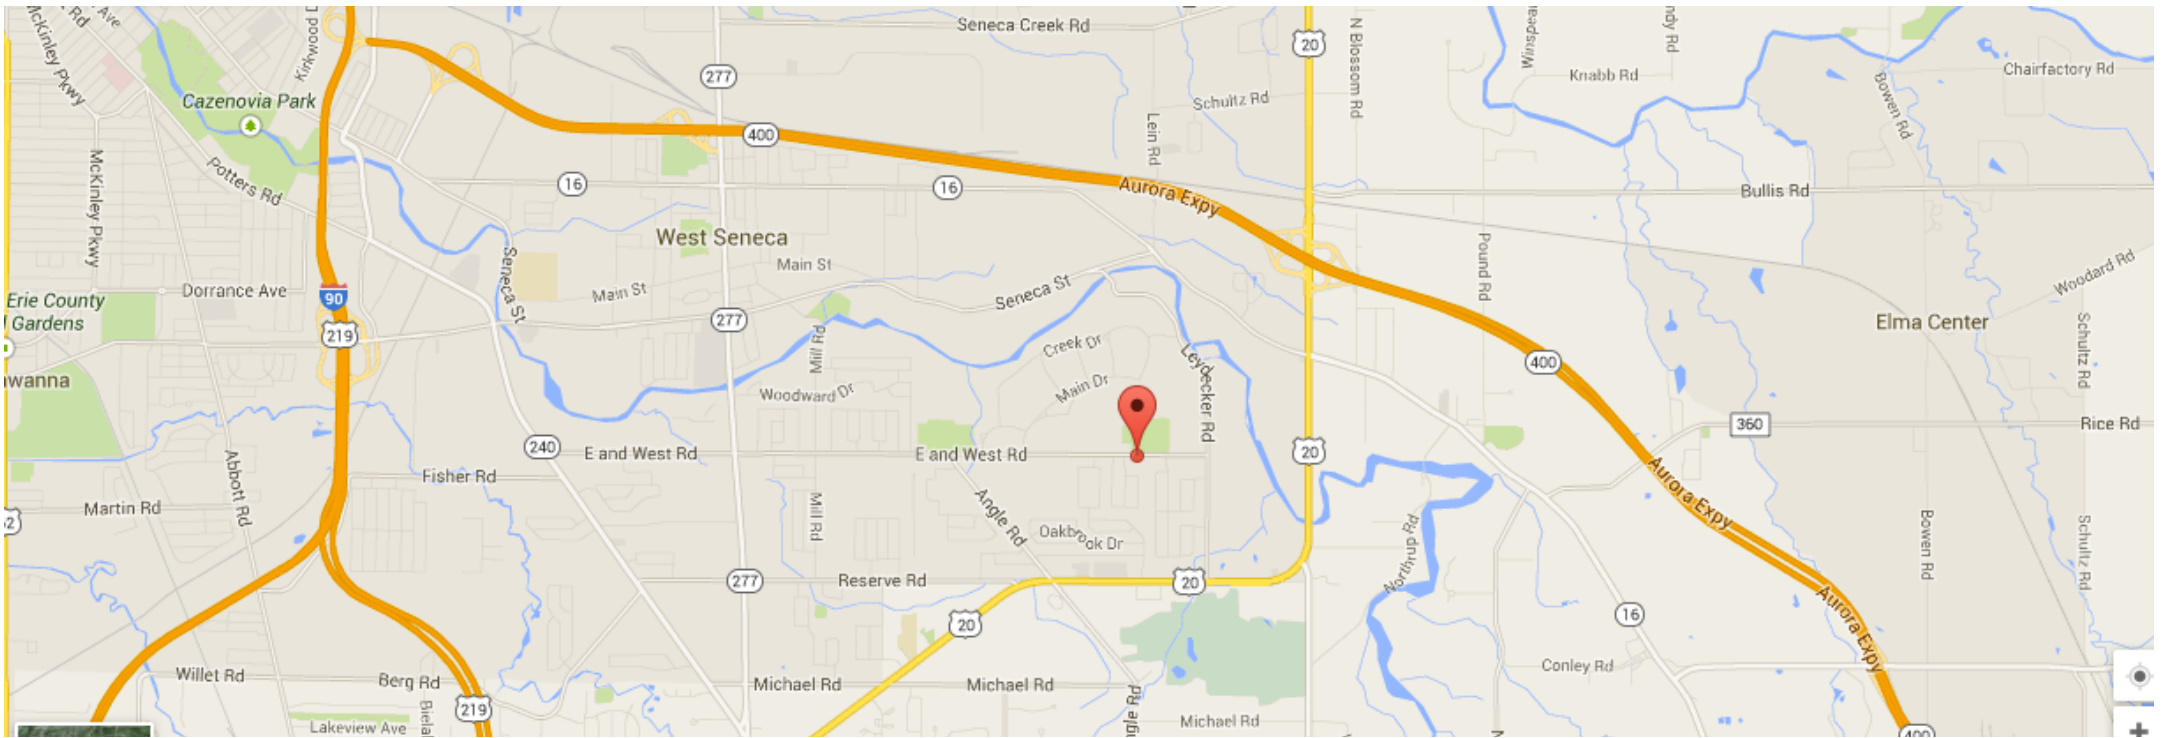 Rd
Ave
McKinley Pkwy
Kirkwood D
Seneca Creek Rd
277
20
N Blossom Rd
Knabb Rd
Chairfactory Rd
Bowen Rd
Cazenovia Park
Schultz Rd
Lein Rd
400
McKinley Pkwy
Potters Rd
16
16
Aurora Expy
Bullis Rd
West Seneca
Main St
Main St
Seneca St
Seneca St
Pound Rd
Woodard Rd
Erie County
Gardens
Dorrance Ave
90
219
277
Elma Center
Schultz Rd
Mill Rd
Creek Dr
Leydecker Rd
400
awanna
Woodward Dr
Main Dr
360
Rice Rd
240
E and West Rd
E and West Rd
20
Abbott Rd
Fisher Rd
Aurora Expy
Martin Rd
Mill Rd
Angle Rd
Oakbrook Dr
Northrup Rd
Bowen Rd
Schultz Rd
277
Reserve Rd
20
20
16
Aurora Expy
Willet Rd
Berg Rd
Michael Rd
Michael Rd
Conley Rd
219
Lakeview Ave
Michael Rd
400